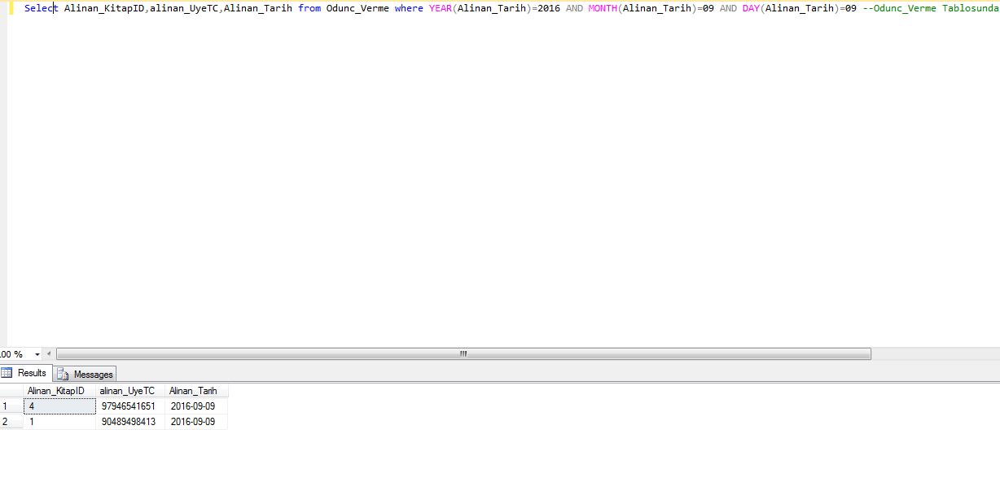 Select Alinan_KitapID,alinan_UyeTC,Alinan_Tarih from Odunc_Verme where YEAR(Alinan_Tarih)=2016 AND MONTH(Alinan_Tarih)=09 AND DAY(Alinan_Tarih)=09 --Odunc_Verme Tablosunda
00 %
Results Messages
Alinan_KitapID alinan_UyeTC Alinan_Tarih
1 4 97946541651 2016-09-09
2 1 90489498413 2016-09-09